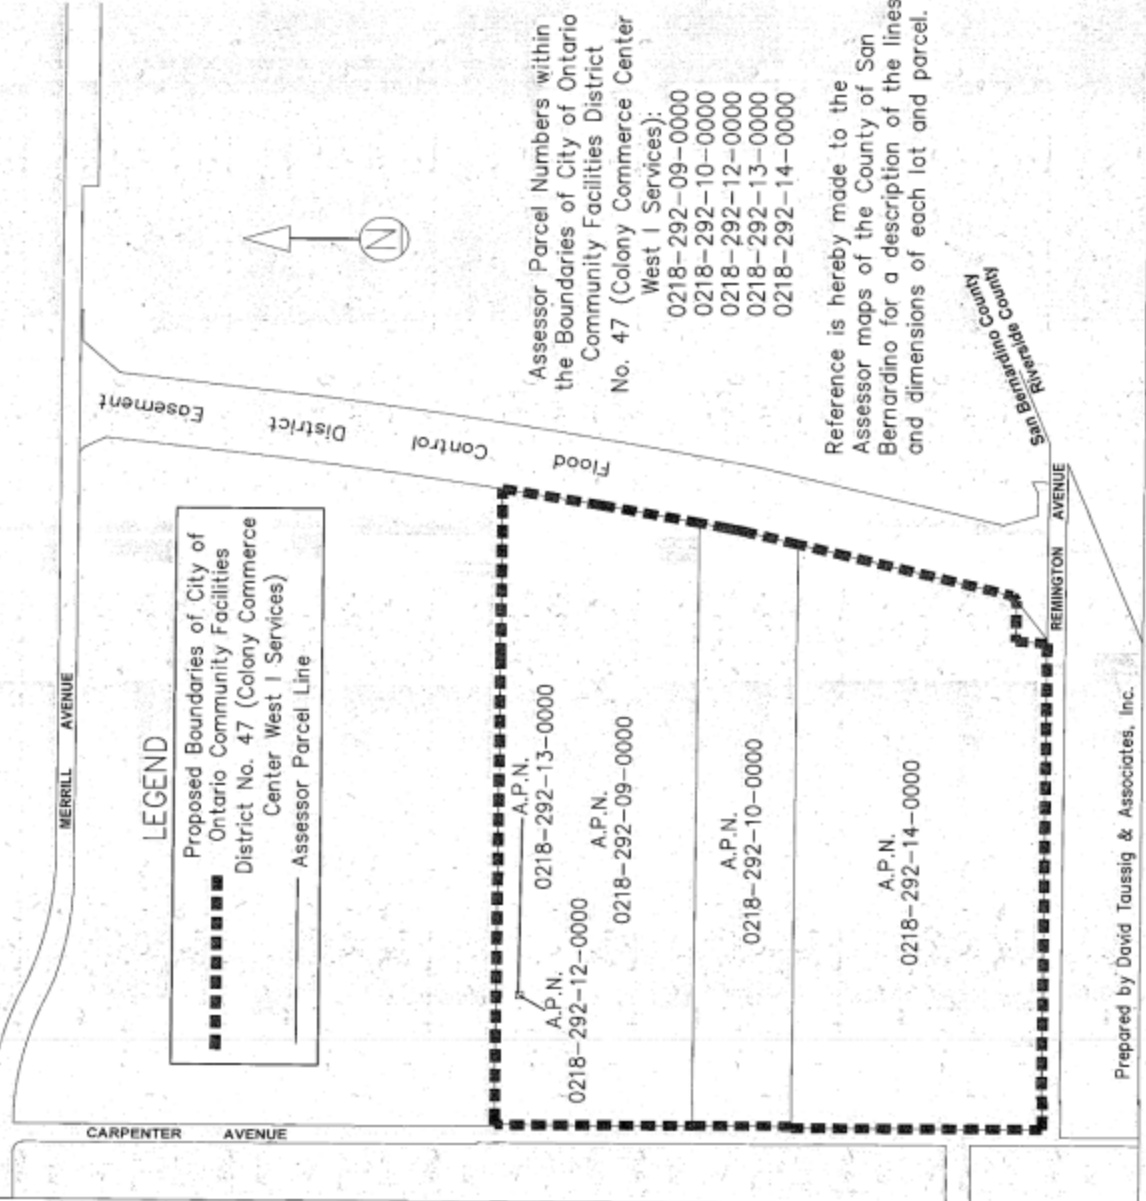 MERRILL AVENUE
LEGEND
Proposed Boundaries of City of
Ontario Community Facilities
District No. 47 (Colony Commerce
Center West I Services)
Assessor Parcel Line
CARPENTER AVENUE
Flood Control District Easement
N
A.P.N.
0218-292-13-0000
A.P.N.
0218-292-12-0000
A.P.N.
0218-292-09-0000
A.P.N.
0218-292-10-0000
A.P.N.
0218-292-14-0000
Assessor Parcel Numbers within
the Boundaries of City of Ontario
Community Facilities District
No. 47 (Colony Commerce Center
West I Services):
0218-292-09-0000
0218-292-10-0000
0218-292-12-0000
0218-292-13-0000
0218-292-14-0000
Reference is hereby made to the
Assessor maps of the County of San
Bernardino for a description of the lines
and dimensions of each lot and parcel.
San Bernardino County
Riverside County
REMINGTON AVENUE
Prepared by David Taussig & Associates, Inc.